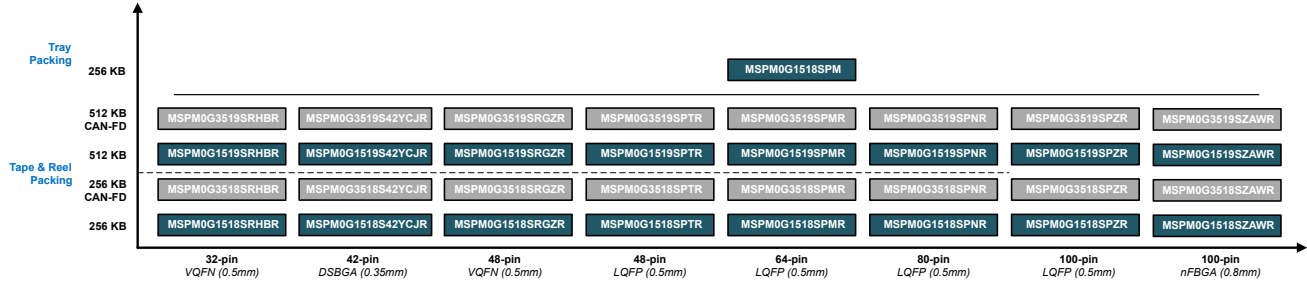 Tray
Packing
256 KB
MSPM0G1518SPM
512 KB
CAN-FD
MSPM0G3519SRHBR MSPM0G3519S42YCJR MSPM0G3519SRGZR MSPM0G3519SPTR MSPM0G3519SPMR MSPM0G3519SPNR MSPM0G3519SPZR MSPM0G3519SZAWR
512 KB
MSPM0G1519SRHBR MSPM0G1519S42YCJR MSPM0G1519SRGZR MSPM0G1519SPTR MSPM0G1519SPMR MSPM0G1519SPNR MSPM0G1519SPZR MSPM0G1519SZAWR
Tape & Reel
Packing
256 KB
CAN-FD
MSPM0G3518SRHBR MSPM0G3518S42YCJR MSPM0G3518SRGZR MSPM0G3518SPTR MSPM0G3518SPMR MSPM0G3518SPNR MSPM0G3518SPZR MSPM0G3518SZAWR
256 KB
MSPM0G1518SRHBR MSPM0G1518S42YCJR MSPM0G1518SRGZR MSPM0G1518SPTR MSPM0G1518SPMR MSPM0G1518SPNR MSPM0G1518SPZR MSPM0G1518SZAWR
32-pin 42-pin 48-pin 48-pin 64-pin 80-pin 100-pin 100-pin
VQFN (0.5mm) DSBGA (0.35mm) VQFN (0.5mm) LQFP (0.5mm) LQFP (0.5mm) LQFP (0.5mm) LQFP (0.5mm) nFBGA (0.8mm)